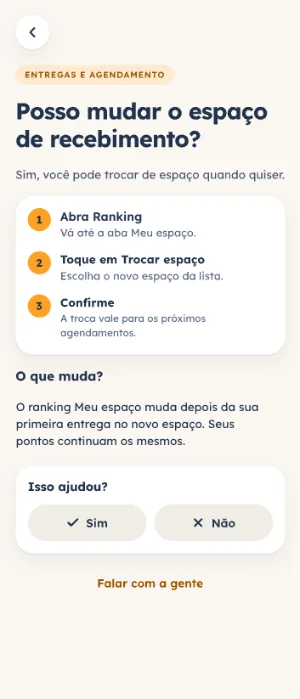 ENTREGAS E AGENDAMENTO
Posso mudar o espaço
de recebimento?
Sim, você pode trocar de espaço quando quiser.
1
Abra Ranking
Vá até a aba Meu espaço.
2
Toque em Trocar espaço
Escolha o novo espaço da lista.
3
Confirme
A troca vale para os próximos
agendamentos.
O que muda?
O ranking Meu espaço muda depois da sua
primeira entrega no novo espaço. Seus
pontos continuam os mesmos.
Isso ajudou?
Sim
Não
Falar com a gente